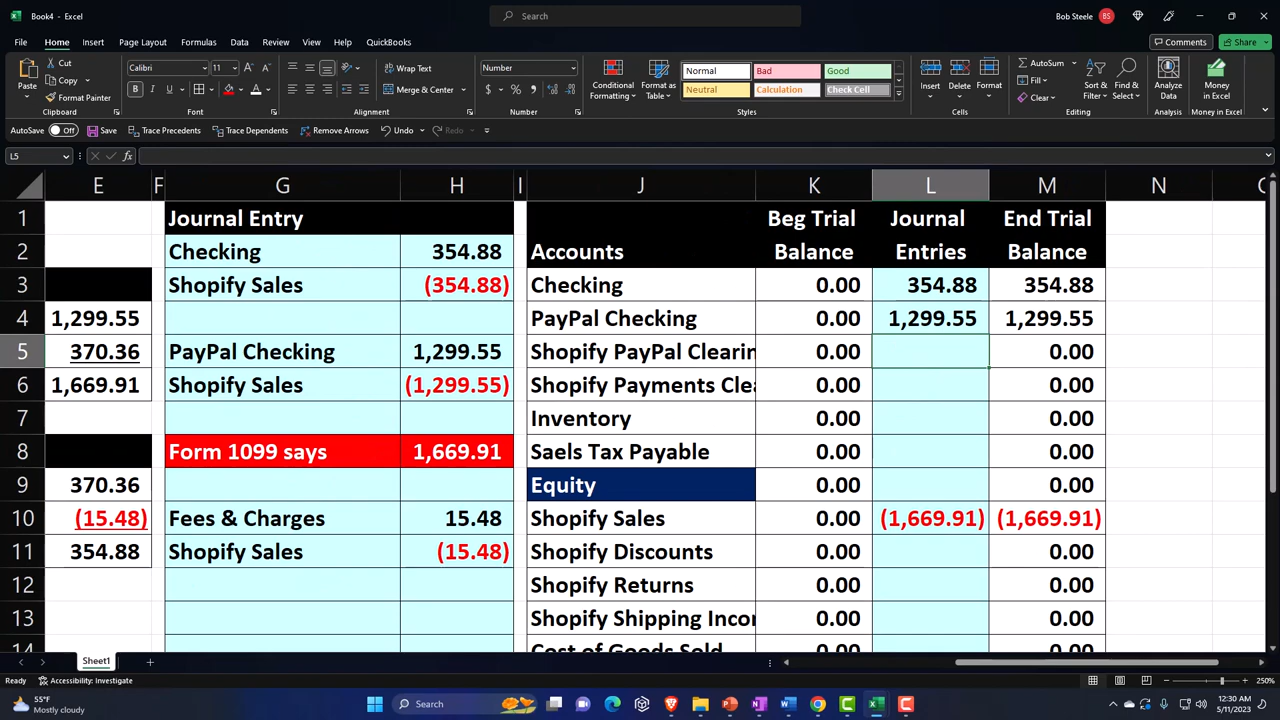 Book4 - Excel
Search
Bob Steele
BS
File
Home
Insert
Page Layout
Formulas
Data
Review
View
Help
QuickBooks
Comments
Share
Paste
Cut
Copy
Format Painter
Clipboard
Calibri
11
Font
Wrap Text
Merge & Center
Alignment
Number
Number
Conditional Formatting
Format as Table
Normal
Bad
Good
Neutral
Calculation
Check Cell
Styles
Insert
Delete
Format
Cells
AutoSum
Fill
Clear
Sort & Filter
Find & Select
Editing
Analyze Data
Analysis
Money in Excel
Money in Excel
AutoSave Off
Save
Trace Precedents
Trace Dependents
Remove Arrows
Undo
L5
fx
E F G H I J K L M N
1 Journal Entry Beg Trial Journal End Trial
2 Checking 354.88 Accounts Balance Entries Balance
3 Shopify Sales (354.88) Checking 0.00 354.88 354.88
4 1,299.55 PayPal Checking 0.00 1,299.55 1,299.55
5 370.36 PayPal Checking 1,299.55 Shopify PayPal Clearin 0.00 0.00
6 1,669.91 Shopify Sales (1,299.55) Shopify Payments Clea 0.00 0.00
7 Inventory 0.00 0.00
8 Form 1099 says 1,669.91 Saels Tax Payable 0.00 0.00
9 370.36 Equity 0.00 0.00
10 (15.48) Fees & Charges 15.48 Shopify Sales 0.00 (1,669.91) (1,669.91)
11 354.88 Shopify Sales (15.48) Shopify Discounts 0.00 0.00
12 Shopify Returns 0.00 0.00
13 Shopify Shipping Incor 0.00 0.00
14 Cost of Goods Sold 0.00 0.00
Sheet1
Ready
Accessibility: Investigate
250%
55°F
Mostly cloudy
Search
12:30 AM
5/11/2023